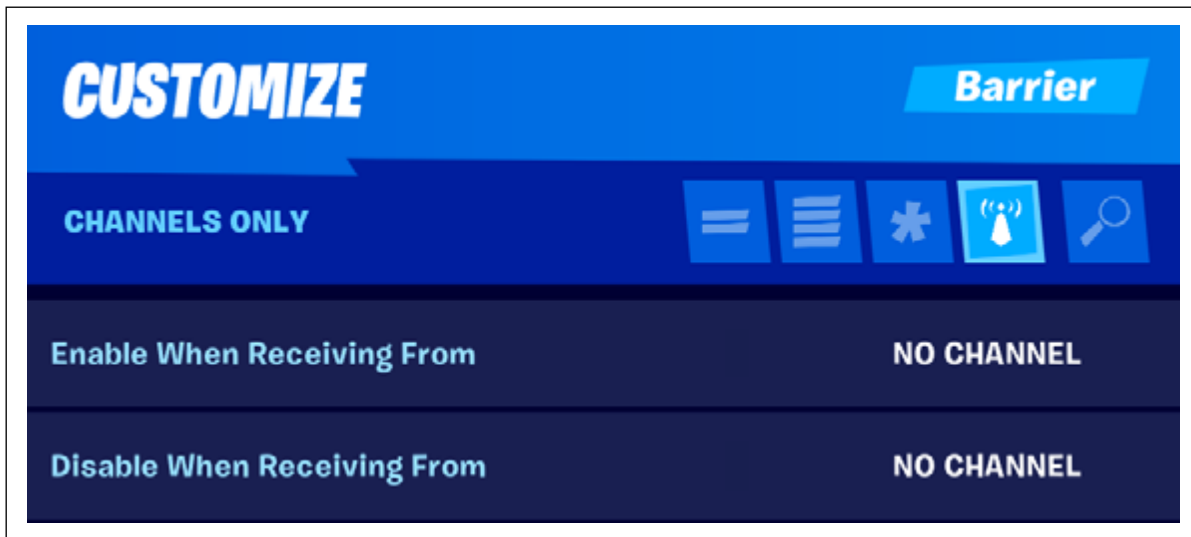 CUSTOMIZE
Barrier
CHANNELS ONLY
Enable When Receiving From
NO CHANNEL
Disable When Receiving From
NO CHANNEL